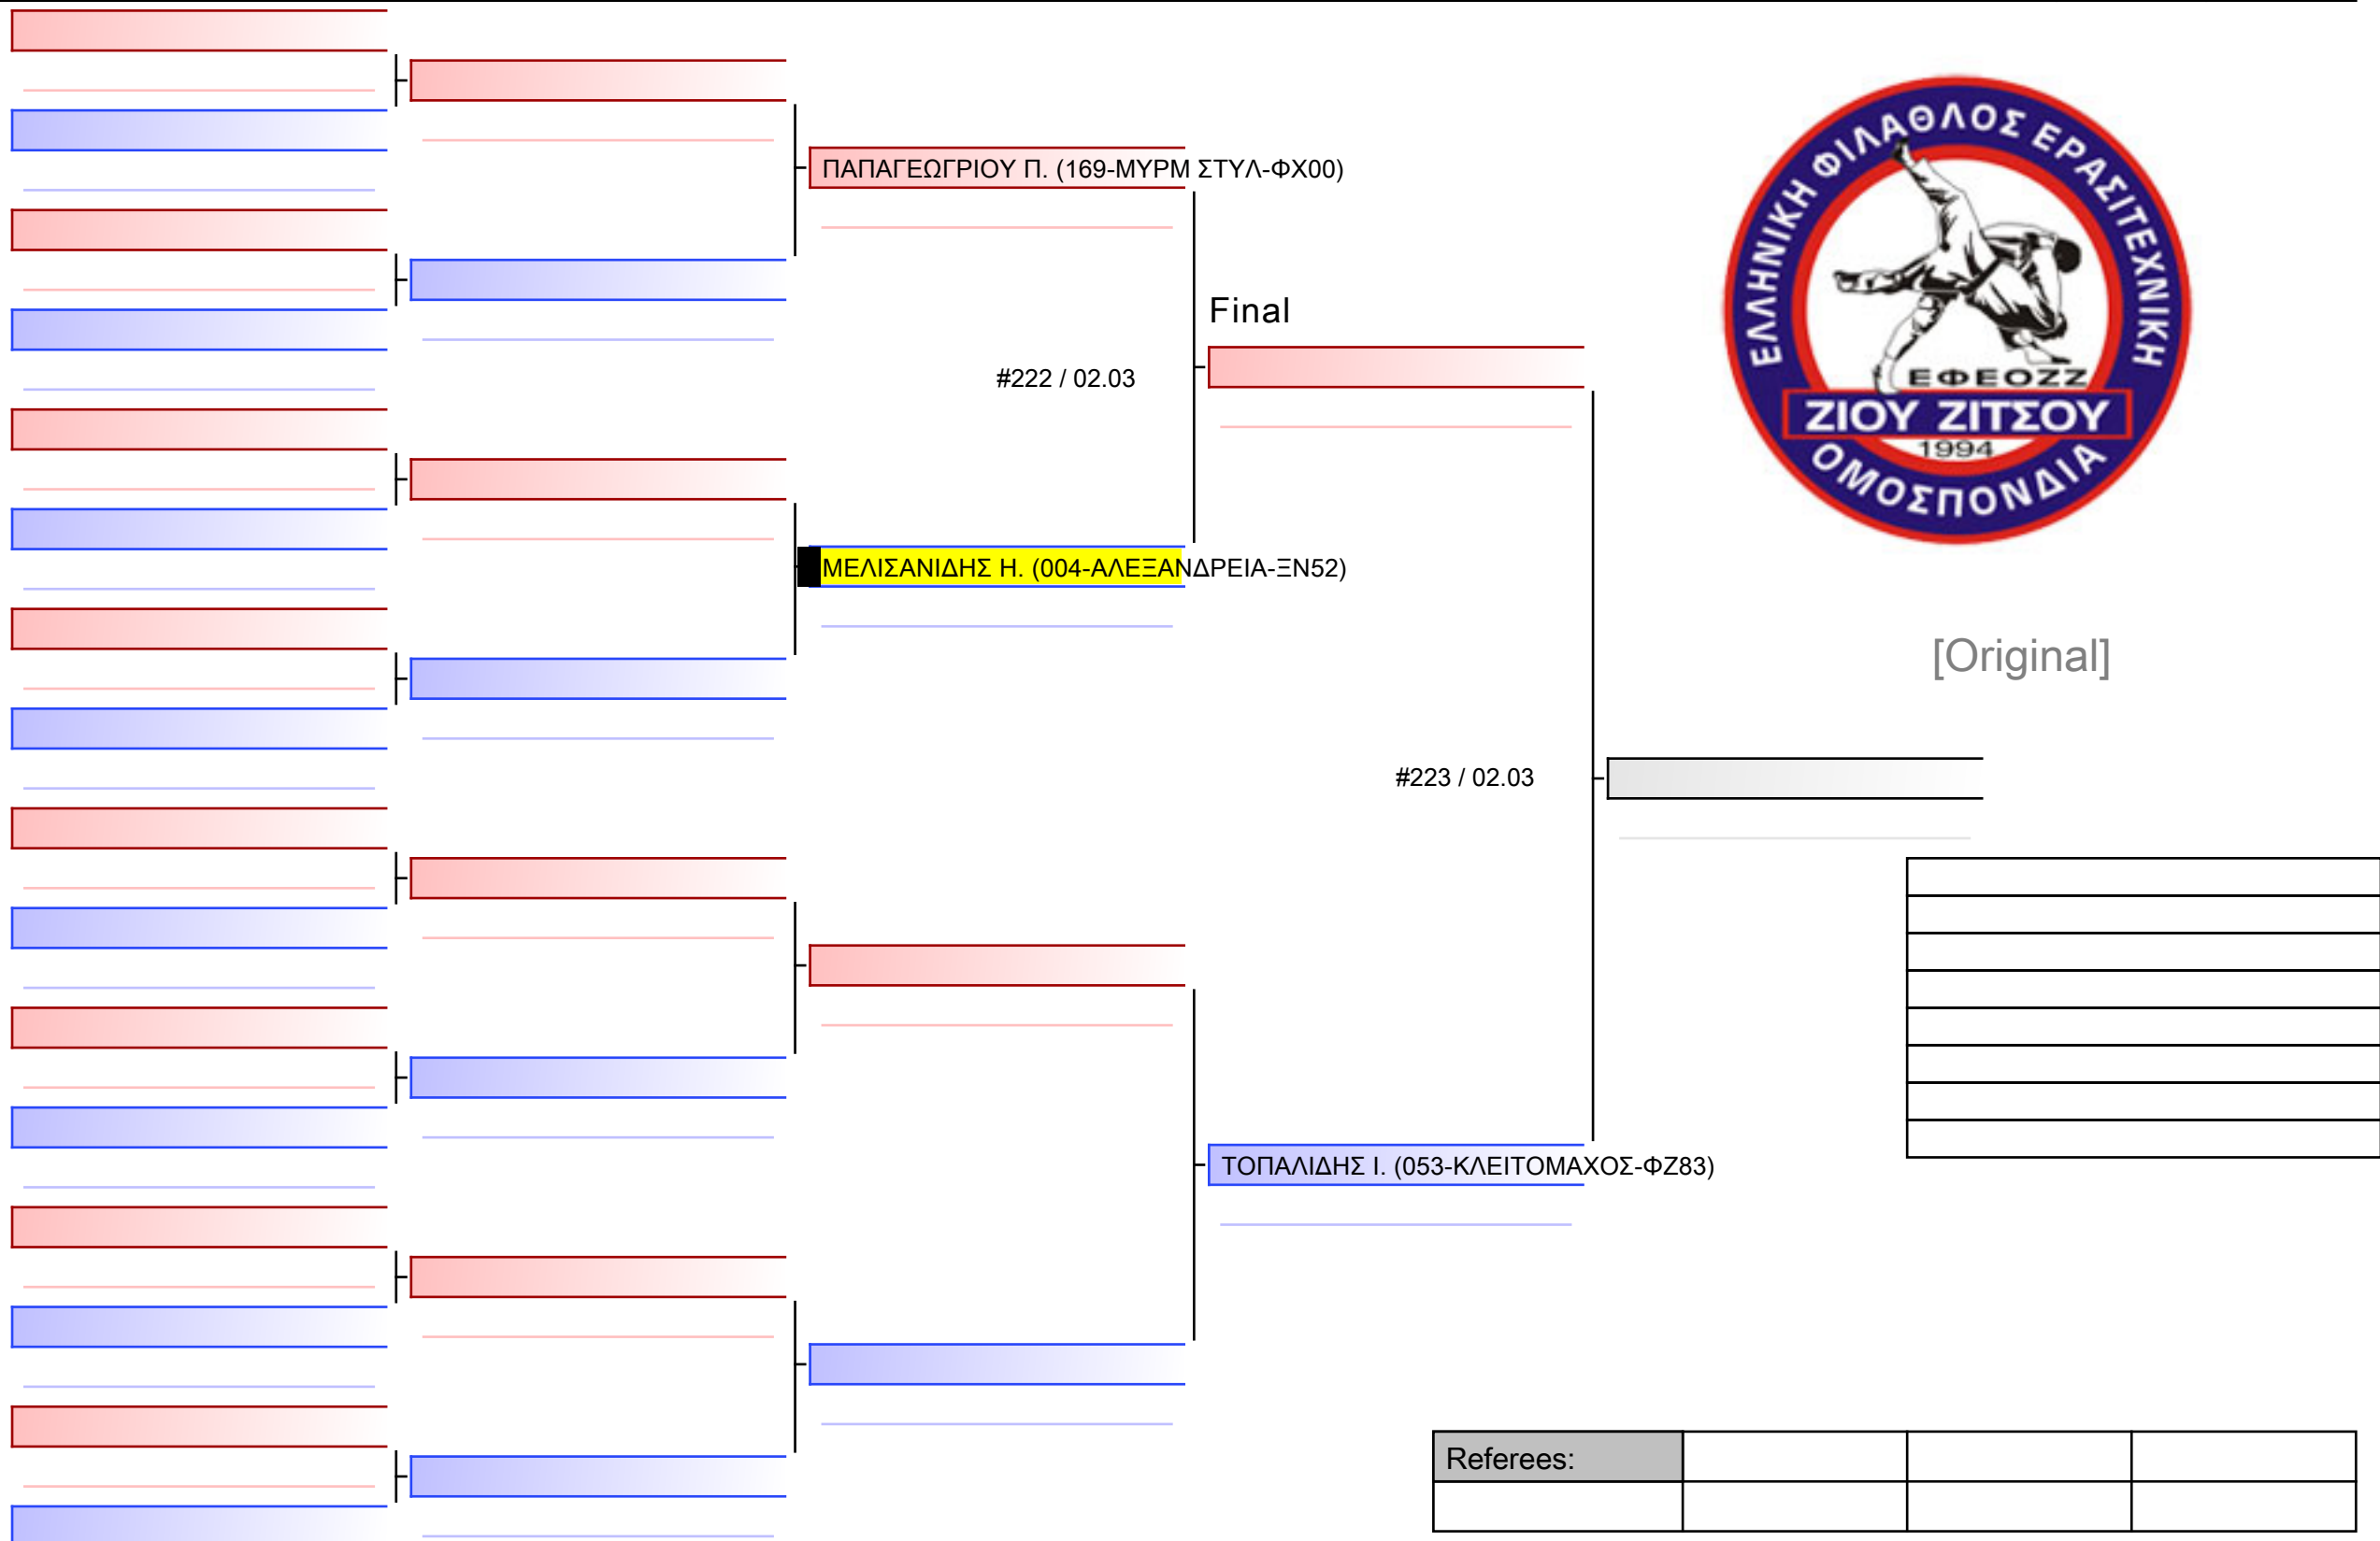 ΠΑΠΑΓΕΩΓΡΙΟΥ Π. (169-ΜΥΡΜ ΣΤΥΛ-ΦΧ00)
Final
#222 / 02.03
ΜΕΛΙΣΑΝΙΔΗΣ Η. (004-ΑΛΕΞΑΝΔΡΕΙΑ-ΞΝ52)
ΕΛΛΗΝΙΚΗ ΦΙΛΑΘΛΟΣ ΕΡΑΣΙΤΕΧΝΙΚΗ
ΕΦΕΟΖΖ
ΖΙΟΥ ΖΙΤΣΟΥ
1994
ΟΜΟΣΠΟΝΔΙΑ
[Original]
#223 / 02.03
ΤΟΠΑΛΙΔΗΣ Ι. (053-ΚΛΕΙΤΟΜΑΧΟΣ-ΦΖ83)
Referees: